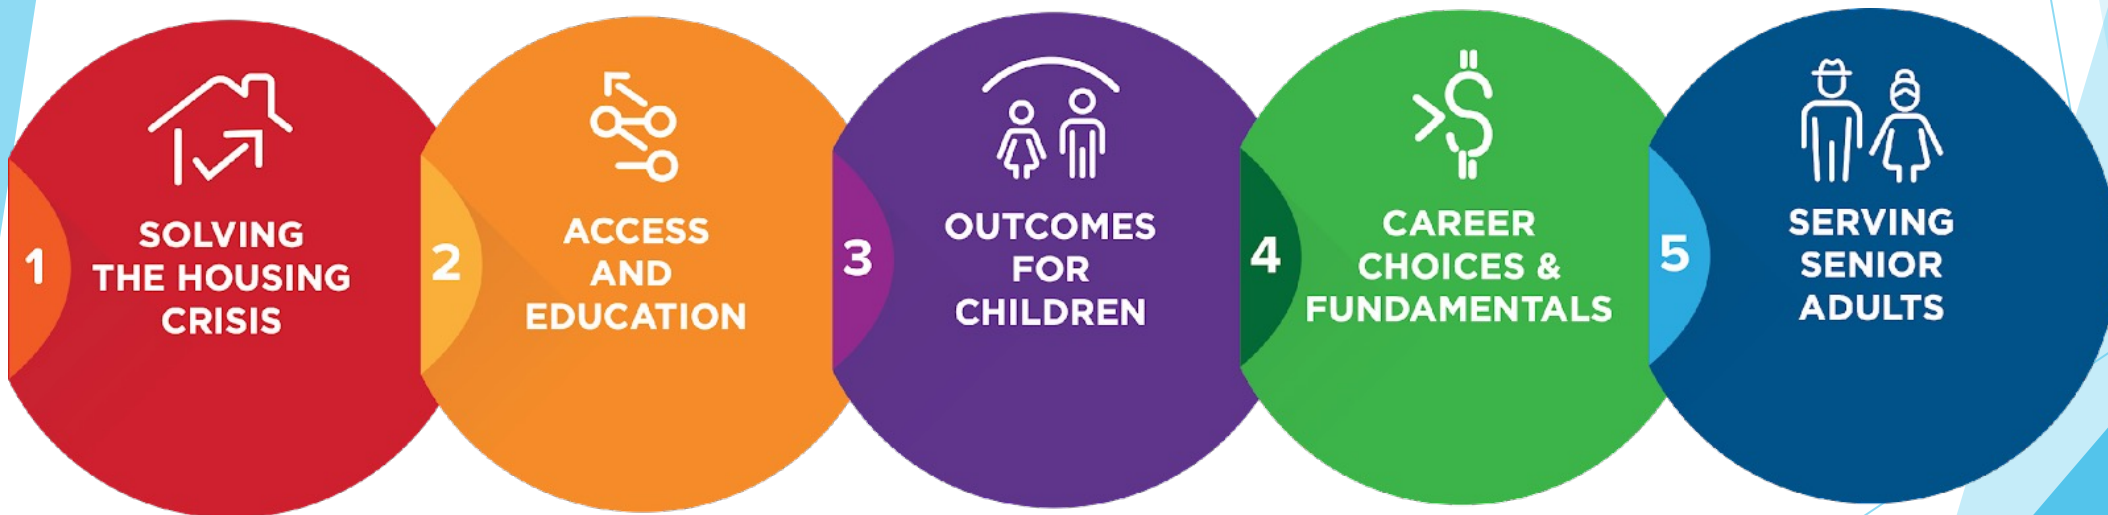 1
SOLVING
THE HOUSING
CRISIS
2
ACCESS
AND
EDUCATION
3
OUTCOMES
FOR
CHILDREN
4
CAREER
CHOICES &
FUNDAMENTALS
5
SERVING
SENIOR
ADULTS